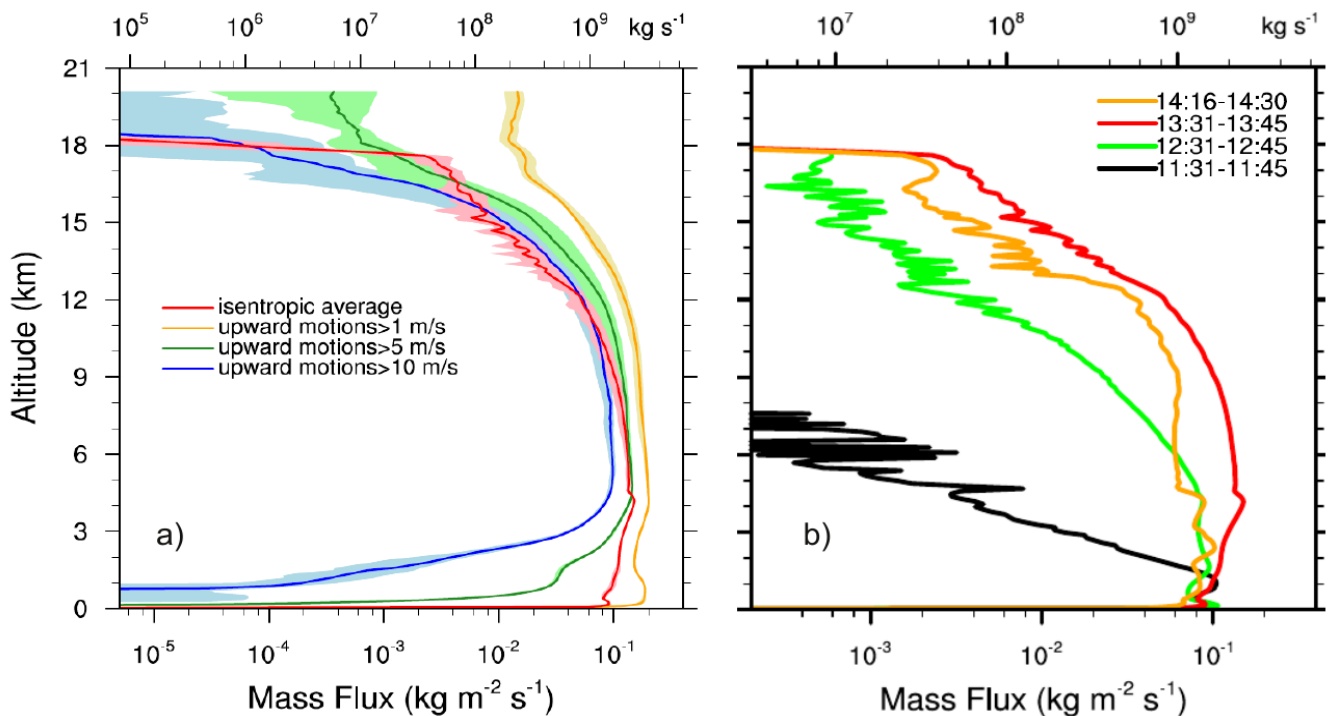 10⁵ 10⁶ 10⁷ 10⁸ 10⁹ kg s⁻¹
10⁷ 10⁸ 10⁹ kg s⁻¹
21
18
15
12
9
6
3
0
Altitude (km)
isentropic average
upward motions>1 m/s
upward motions>5 m/s
upward motions>10 m/s
a)
10⁻⁵ 10⁻⁴ 10⁻³ 10⁻² 10⁻¹
Mass Flux (kg m⁻² s⁻¹)
14:16-14:30
13:31-13:45
12:31-12:45
11:31-11:45
b)
10⁻³ 10⁻² 10⁻¹
Mass Flux (kg m⁻² s⁻¹)